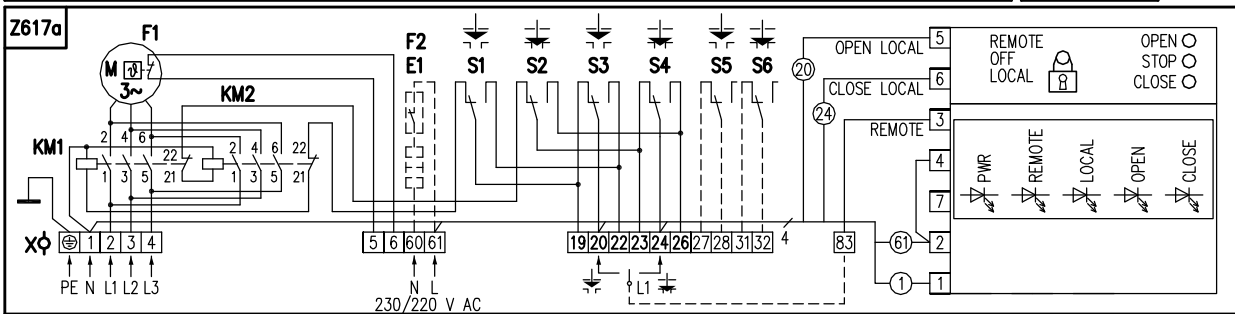 Z617a
F1
M ϑ
3~
KM2
KM1
2 4 6
22
21
1 3 5
2 4 6 22
1 3 5 21
F2
E1
S1 S2 S3 S4 S5 S6
X
1 2 3 4
5 6 60 61
19 20 22 23 24 26 27 28 31 32
4
83
PE N L1 L2 L3
N L
230/220 V AC
L1
20
24
61
1
OPEN LOCAL
CLOSE LOCAL
REMOTE
5
6
3
4
7
2
1
REMOTE
OFF
LOCAL
OPEN
STOP
CLOSE
PWR
REMOTE
LOCAL
OPEN
CLOSE